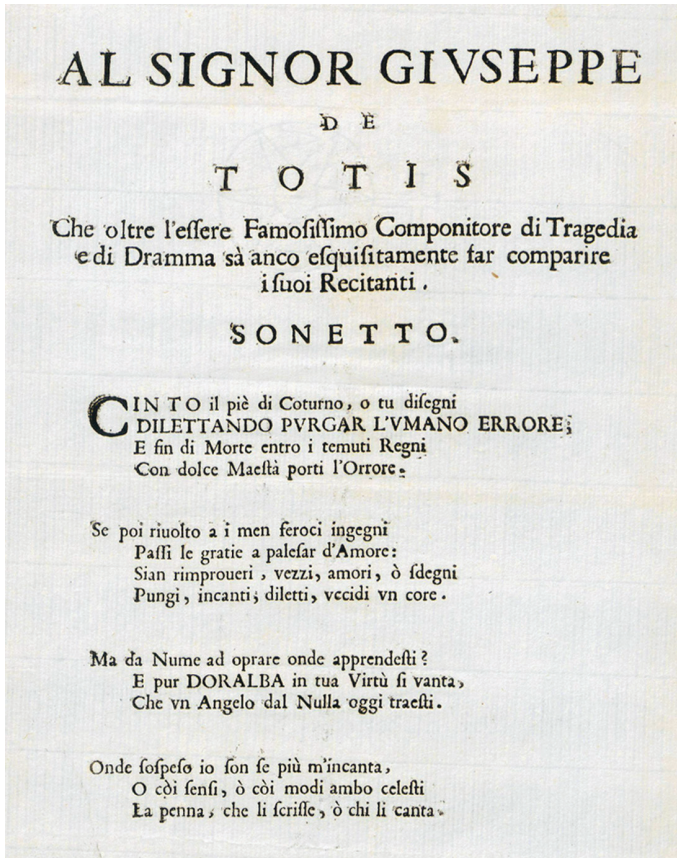 AL SIGNOR GIVSEPPE
D E
T O T I S
Che oltre l'eſſere Famoſiſſimo Componitore di Tragedia
e di Dramma sà anco eſquiſitamente far comparire
i ſuoi Recitanti.
SONETTO.
CINTO il piè di Coturno, o tu diſegni
DILETTANDO PVRGAR L'VMANO ERRORE;
E fin di Morte entro i temuti Regni
Con dolce Maeſtà porti l'Orrore.
Se poi riuolto a i men feroci ingegni
Paſſi le gratie a paleſar d'Amore:
Sian rimproueri, vezzi, amori, ò ſdegni
Pungi, incanti; diletti, vccidi vn core.
Ma da Nume ad oprare onde apprendeſti?
E pur DORALBA in tua Virtù ſi vanta,
Che vn Angelo dal Nulla oggi traeſti.
Onde ſoſpeſo io ſon ſe più m'incanta,
O còi ſenſi, ò còi modi ambo celeſti
La penna, che li ſcriſſe, ò chi li canta.